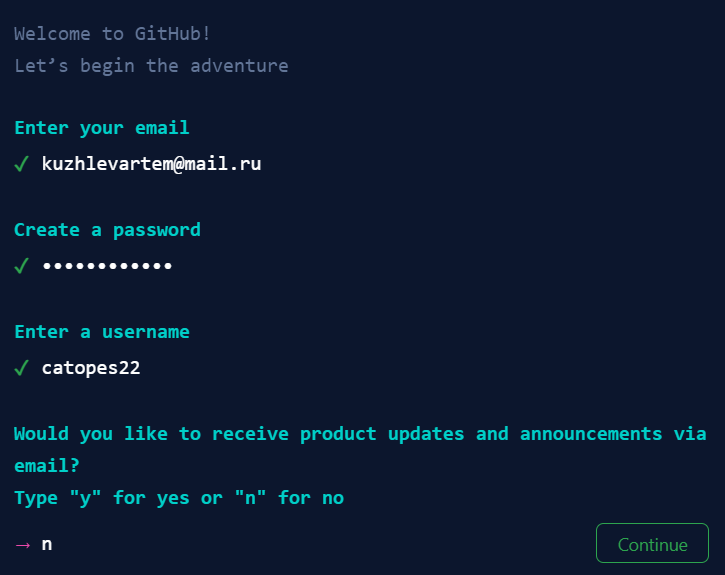 Welcome to GitHub!
Let’s begin the adventure
Enter your email
✓ kuzhlevartem@mail.ru
Create a password
✓ ••••••••••••
Enter a username
✓ catopes22
Would you like to receive product updates and announcements via
email?
Type "y" for yes or "n" for no
→ n
Continue